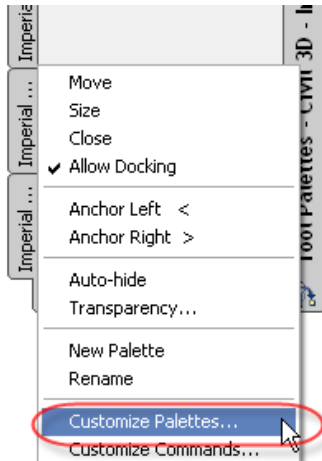 Imperial ...
Imperial ...
Tool Palettes - Civil 3D -
Move
Size
Close
Allow Docking
Anchor Left <
Anchor Right >
Auto-hide
Transparency...
New Palette
Rename
Customize Palettes...
Customize Commands...